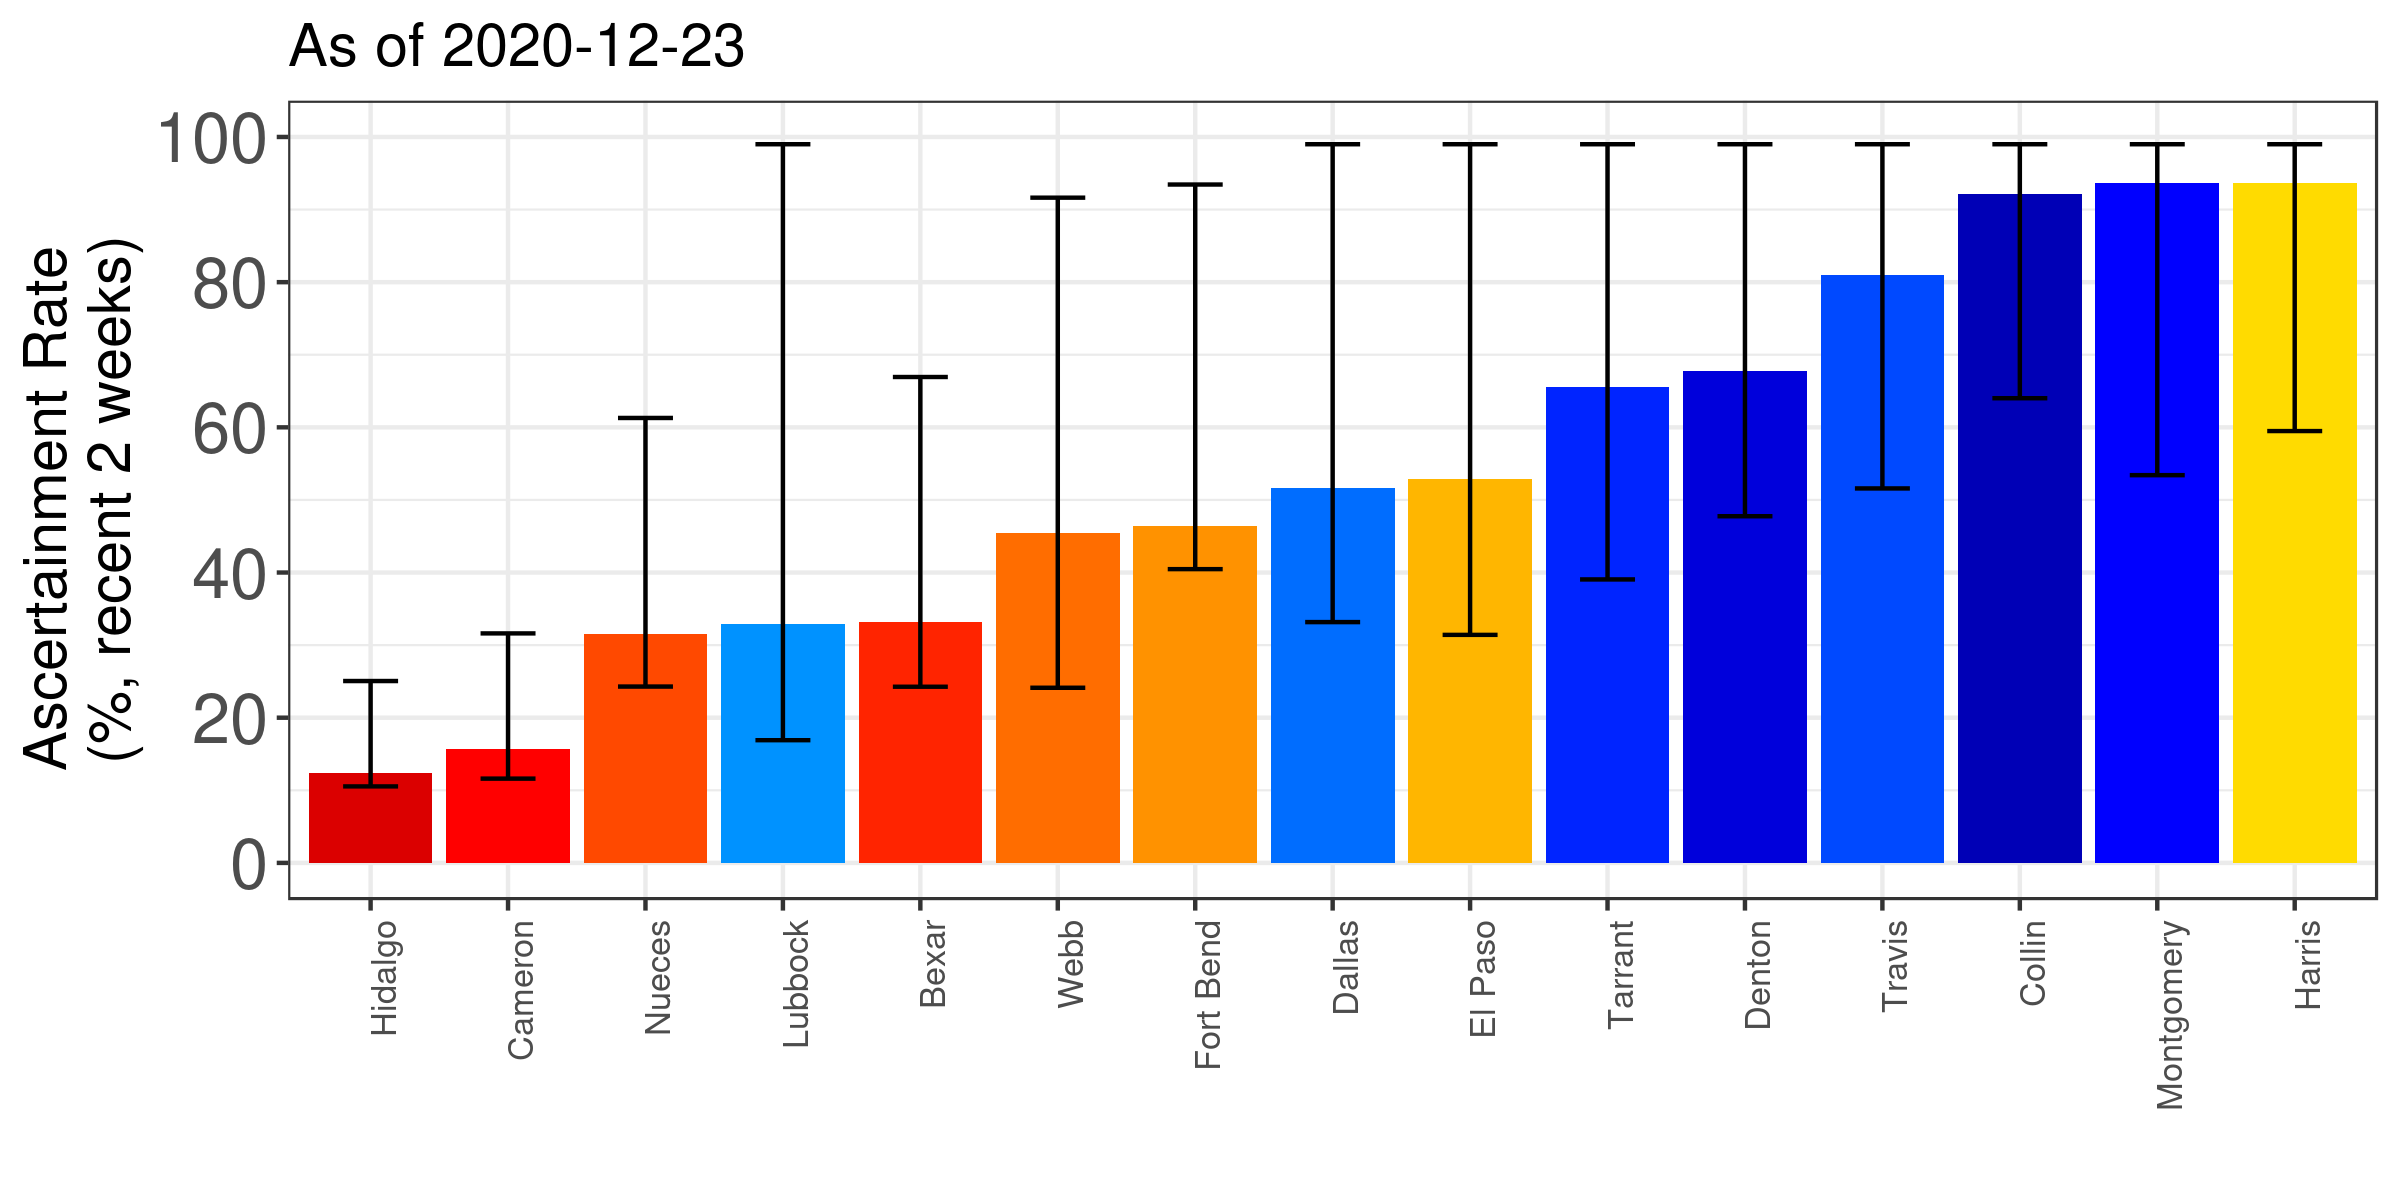 As of 2020-12-23
Ascertainment Rate
(%, recent 2 weeks)
100
80
60
40
20
0
Hidalgo
Cameron
Nueces
Lubbock
Bexar
Webb
Fort Bend
Dallas
El Paso
Tarrant
Denton
Travis
Collin
Montgomery
Harris